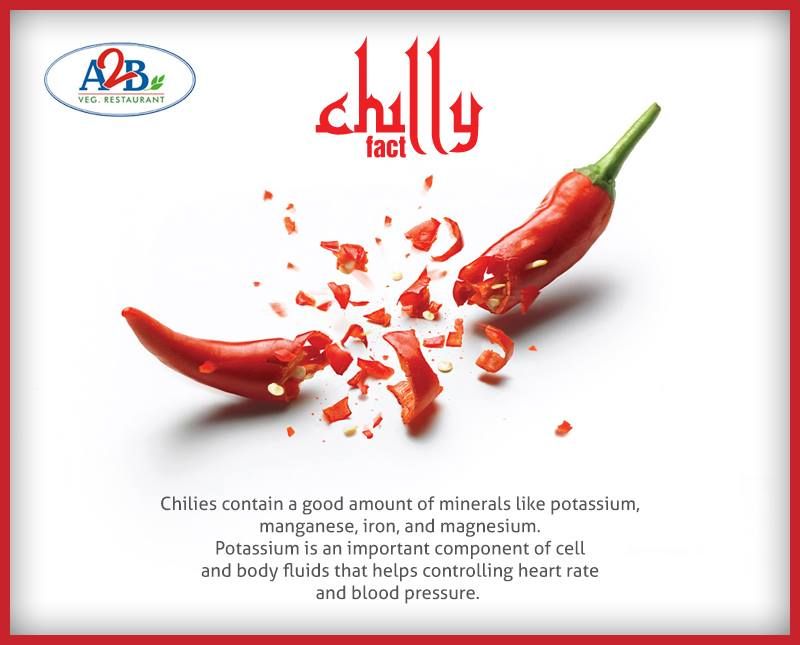 A2B
VEG. RESTAURANT
chilly
fact
Chilies contain a good amount of minerals like potassium,
manganese, iron, and magnesium.
Potassium is an important component of cell
and body fluids that helps controlling heart rate
and blood pressure.